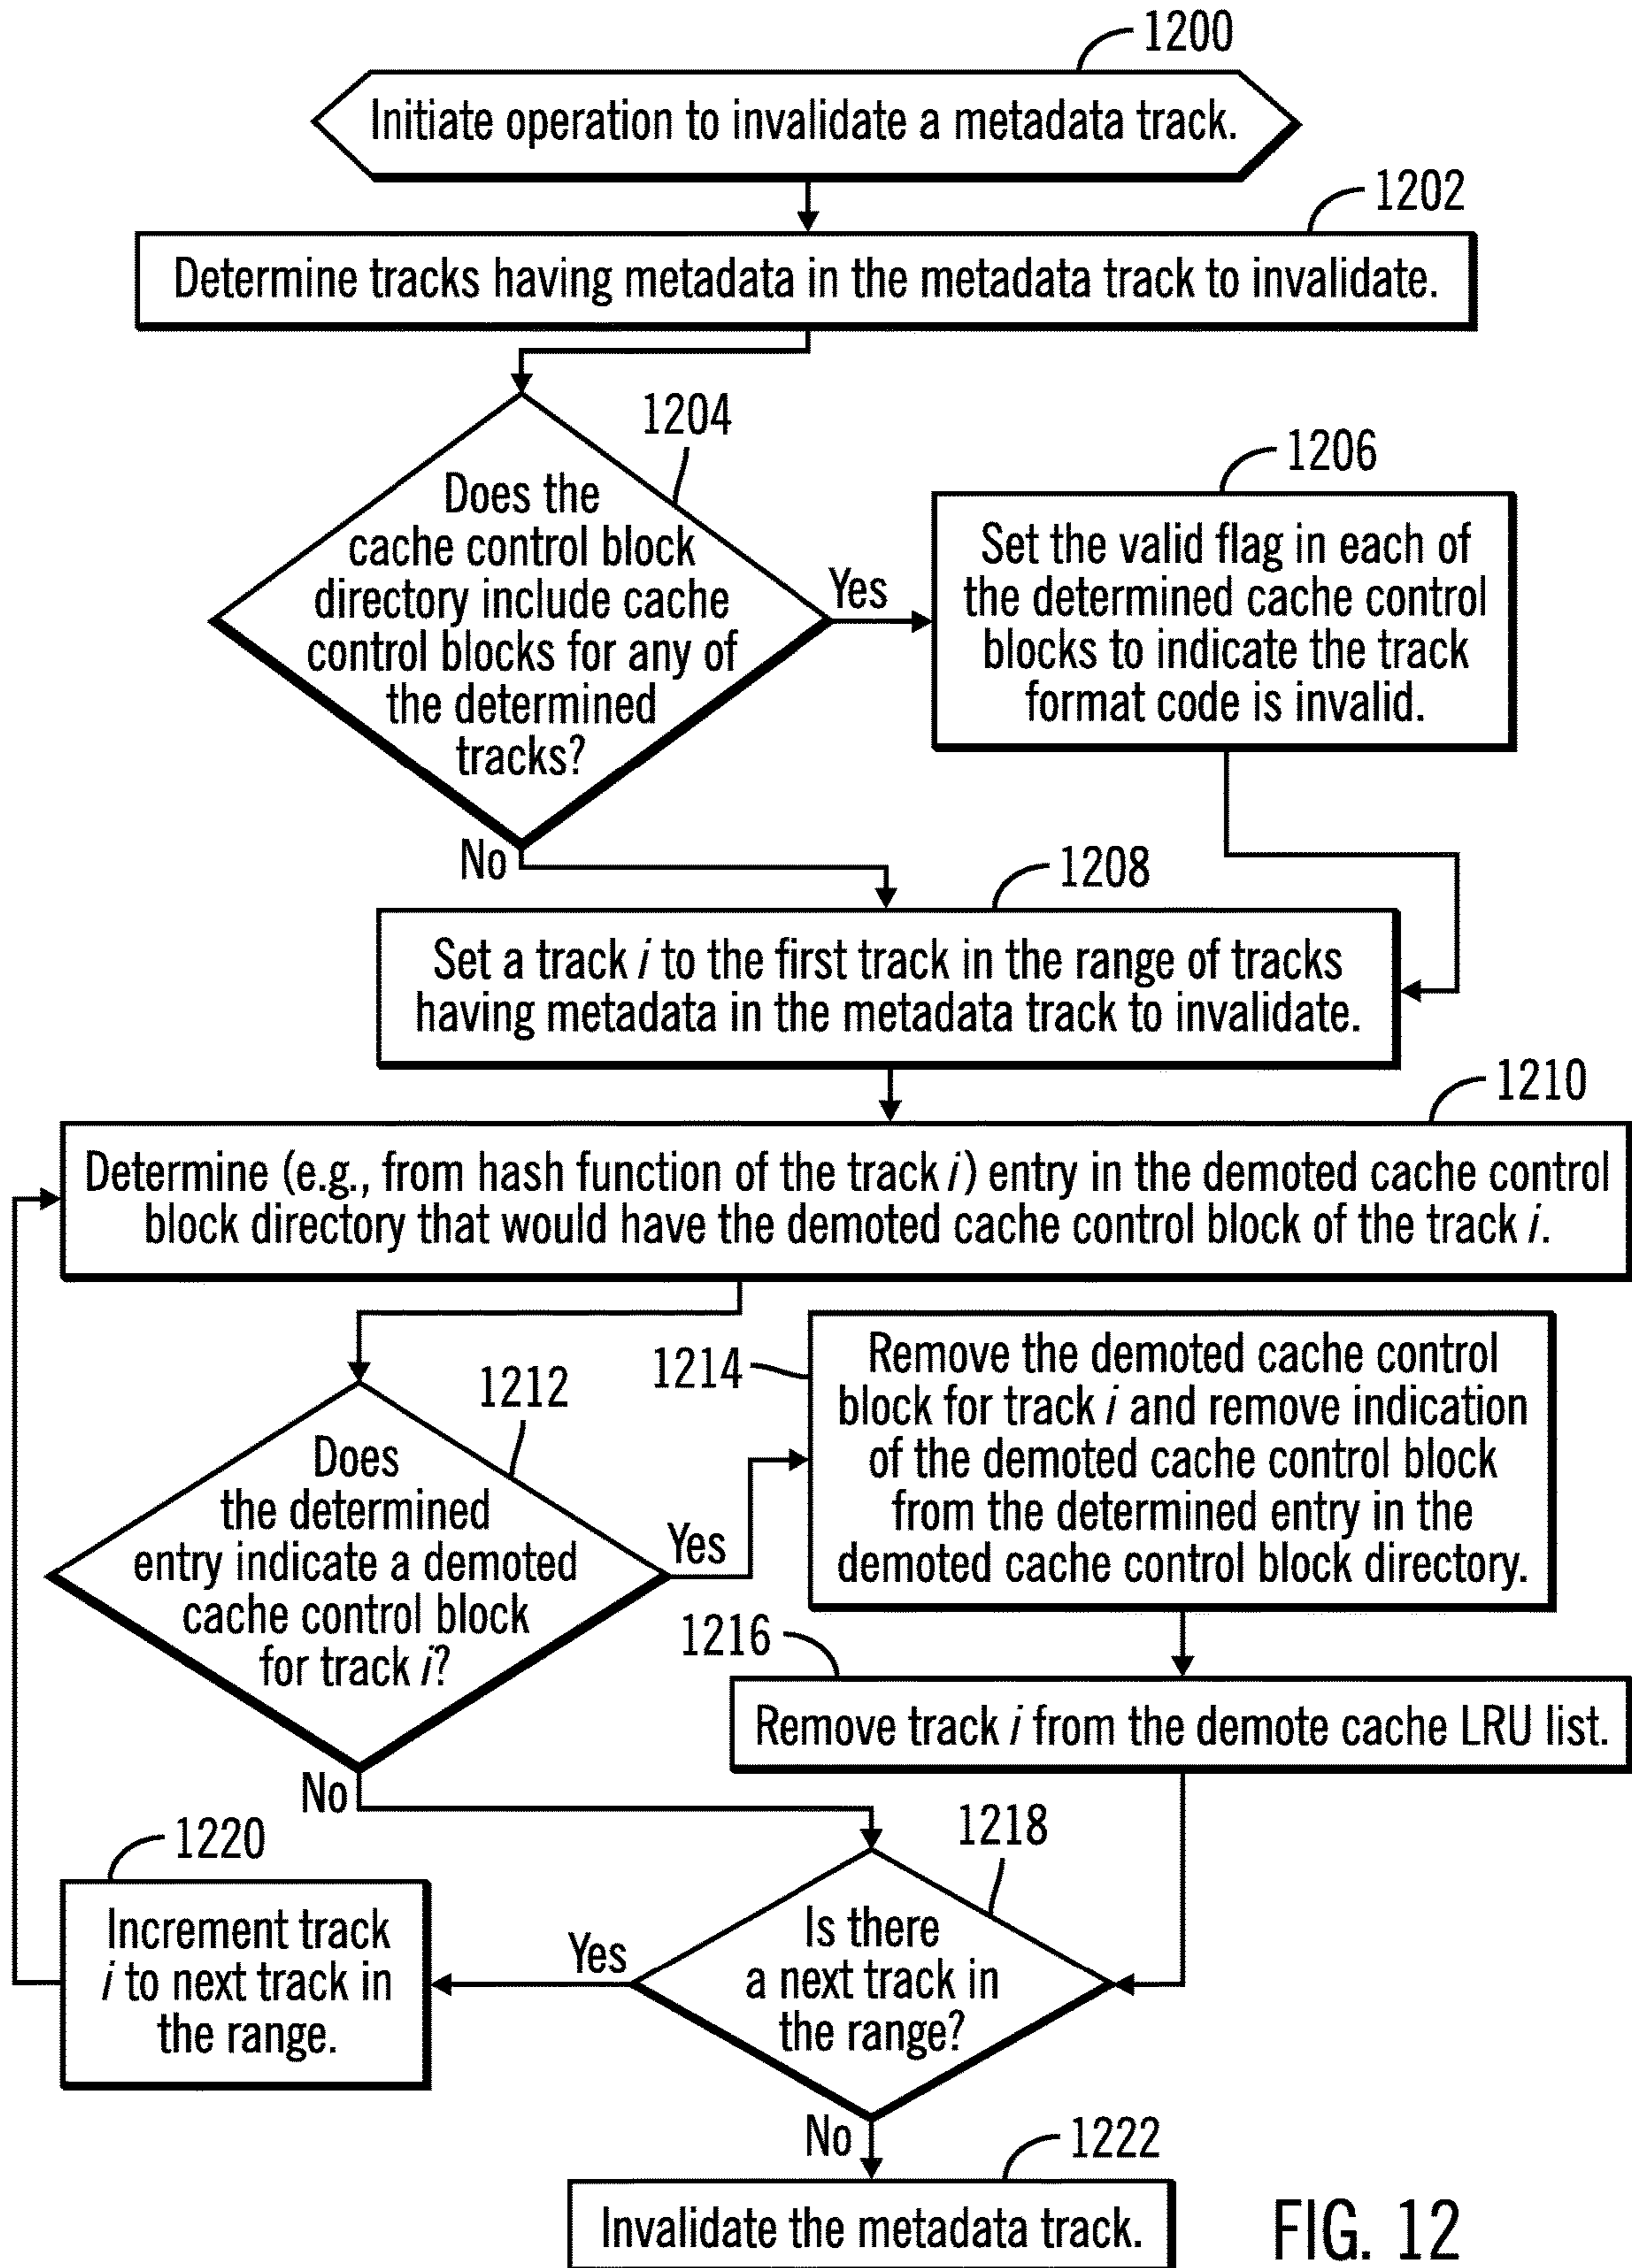 1200
Initiate operation to invalidate a metadata track.
1202
Determine tracks having metadata in the metadata track to invalidate.
1204
Does the
cache control block
directory include cache
control blocks for any of
the determined
tracks?
Yes
1206
Set the valid flag in each of
the determined cache control
blocks to indicate the track
format code is invalid.
No
1208
Set a track i to the first track in the range of tracks
having metadata in the metadata track to invalidate.
1210
Determine (e.g., from hash function of the track i) entry in the demoted cache control
block directory that would have the demoted cache control block of the track i.
1212
Does
the determined
entry indicate a demoted
cache control block
for track i?
Yes
1214
Remove the demoted cache control
block for track i and remove indication
of the demoted cache control block
from the determined entry in the
demoted cache control block directory.
1216
Remove track i from the demote cache LRU list.
No
1218
Is there
a next track in
the range?
Yes
1220
Increment track
i to next track in
the range.
No
1222
Invalidate the metadata track.
FIG. 12